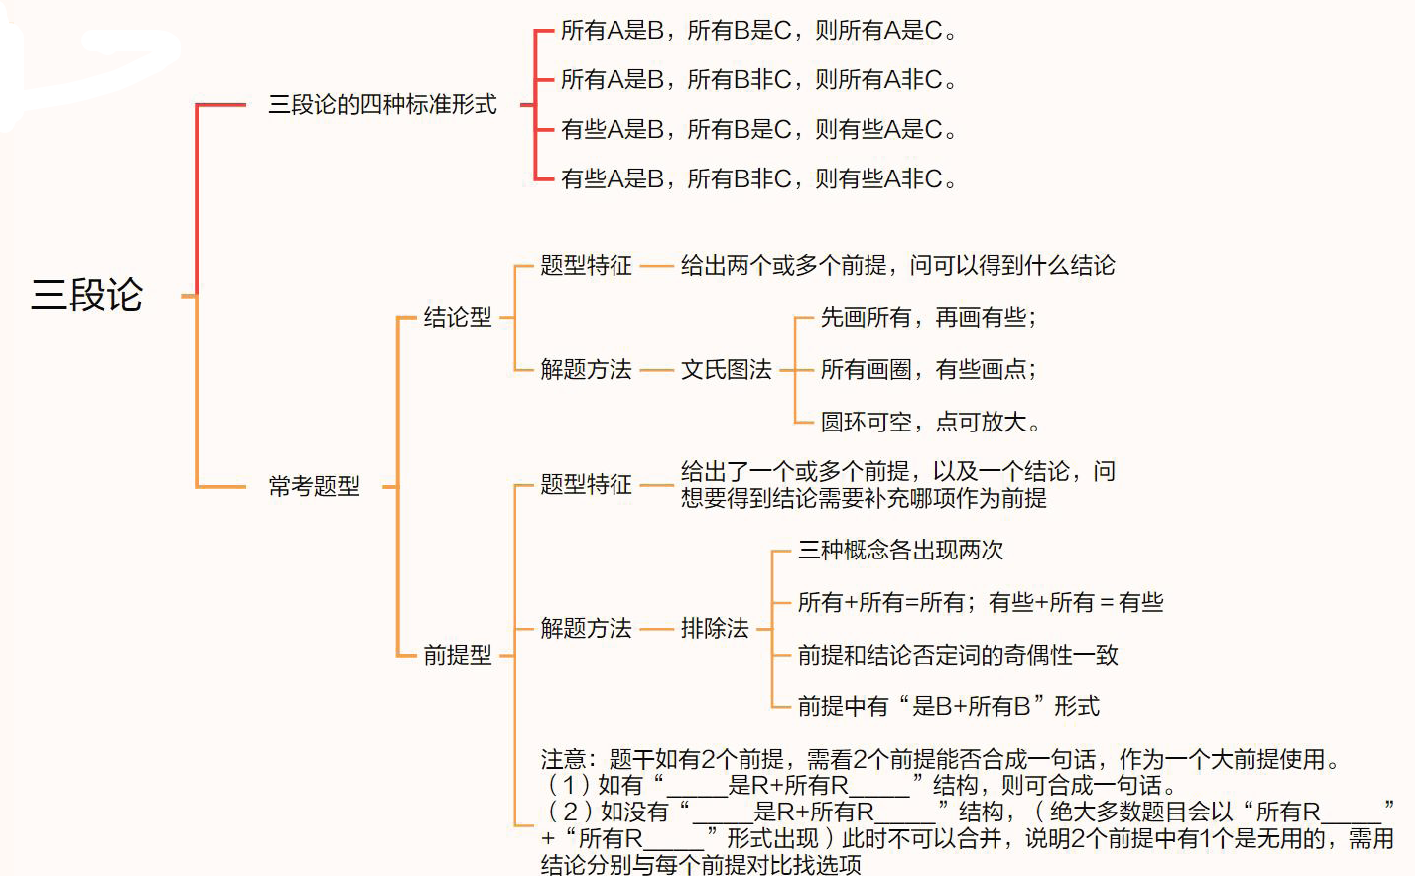 所有A是B，所有B是C，则所有A是C。
所有A是B，所有B非C，则所有A非C。
三段论的四种标准形式
有些A是B，所有B是C，则有些A是C。
有些A是B，所有B非C，则有些A非C。
三段论
题型特征
给出两个或多个前提，问可以得到什么结论
结论型
先画所有，再画有些；
解题方法
文氏图法
所有画圈，有些画点；
圆环可空，点可放大。
常考题型
题型特征
给出了一个或多个前提，以及一个结论，问
想要得到结论需要补充哪项作为前提
三种概念各出现两次
所有+所有=所有；有些+所有＝有些
解题方法
排除法
前提型
前提和结论否定词的奇偶性一致
前提中有“是B+所有B”形式
注意：题干如有2个前提，需看2个前提能否合成一句话，作为一个大前提使用。
（1）如有“_____是R+所有R_____”结构，则可合成一句话。
（2）如没有“_____是R+所有R_____”结构，（绝大多数题目会以“所有R_____”
+“所有R_____”形式出现）此时不可以合并，说明2个前提中有1个是无用的，需用
结论分别与每个前提对比找选项